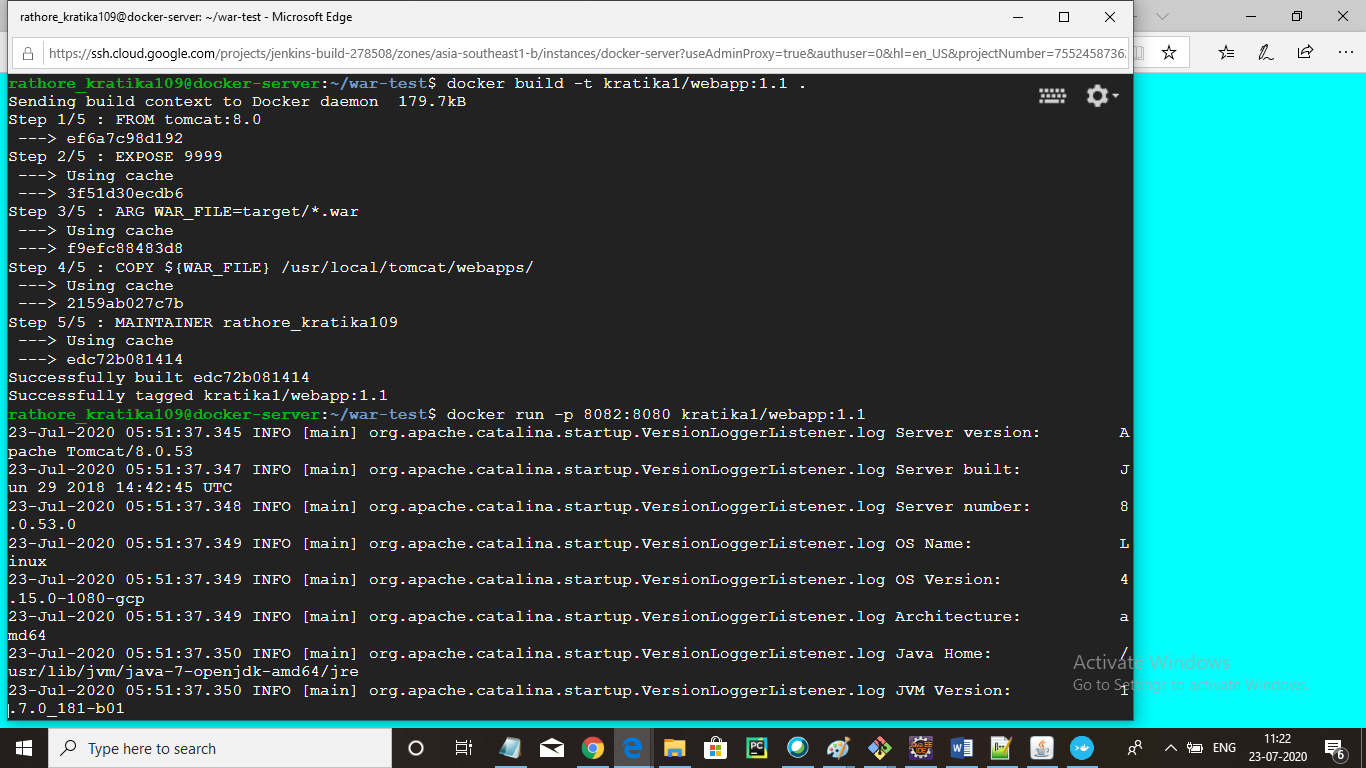 rathore_kratika109@docker-server: ~/war-test - Microsoft Edge
https://ssh.cloud.google.com/projects/jenkins-build-278508/zones/asia-southeast1-b/instances/docker-server?useAdminProxy=true&authuser=0&hl=en_US&projectNumber=7552458736
rathore_kratika109@docker-server:~/war-test$ docker build -t kratika1/webapp:1.1 .
Sending build context to Docker daemon  179.7kB
Step 1/5 : FROM tomcat:8.0
 ---> ef6a7c98d192
Step 2/5 : EXPOSE 9999
 ---> Using cache
 ---> 3f51d30ecdb6
Step 3/5 : ARG WAR_FILE=target/*.war
 ---> Using cache
 ---> f9efc88483d8
Step 4/5 : COPY ${WAR_FILE} /usr/local/tomcat/webapps/
 ---> Using cache
 ---> 2159ab027c7b
Step 5/5 : MAINTAINER rathore_kratika109
 ---> Using cache
 ---> edc72b081414
Successfully built edc72b081414
Successfully tagged kratika1/webapp:1.1
rathore_kratika109@docker-server:~/war-test$ docker run -p 8082:8080 kratika1/webapp:1.1
23-Jul-2020 05:51:37.345 INFO [main] org.apache.catalina.startup.VersionLoggerListener.log Server version:        A
pache Tomcat/8.0.53
23-Jul-2020 05:51:37.347 INFO [main] org.apache.catalina.startup.VersionLoggerListener.log Server built:          J
un 29 2018 14:42:45 UTC
23-Jul-2020 05:51:37.348 INFO [main] org.apache.catalina.startup.VersionLoggerListener.log Server number:         8
.0.53.0
23-Jul-2020 05:51:37.349 INFO [main] org.apache.catalina.startup.VersionLoggerListener.log OS Name:               L
inux
23-Jul-2020 05:51:37.349 INFO [main] org.apache.catalina.startup.VersionLoggerListener.log OS Version:            4
.15.0-1080-gcp
23-Jul-2020 05:51:37.349 INFO [main] org.apache.catalina.startup.VersionLoggerListener.log Architecture:          a
md64
23-Jul-2020 05:51:37.350 INFO [main] org.apache.catalina.startup.VersionLoggerListener.log Java Home:             /
usr/lib/jvm/java-7-openjdk-amd64/jre
23-Jul-2020 05:51:37.350 INFO [main] org.apache.catalina.startup.VersionLoggerListener.log JVM Version:           1
.7.0_181-b01
Activate Windows
Go to Settings to activate Windows.
Type here to search
PC
ENG
11:22
23-07-2020
6